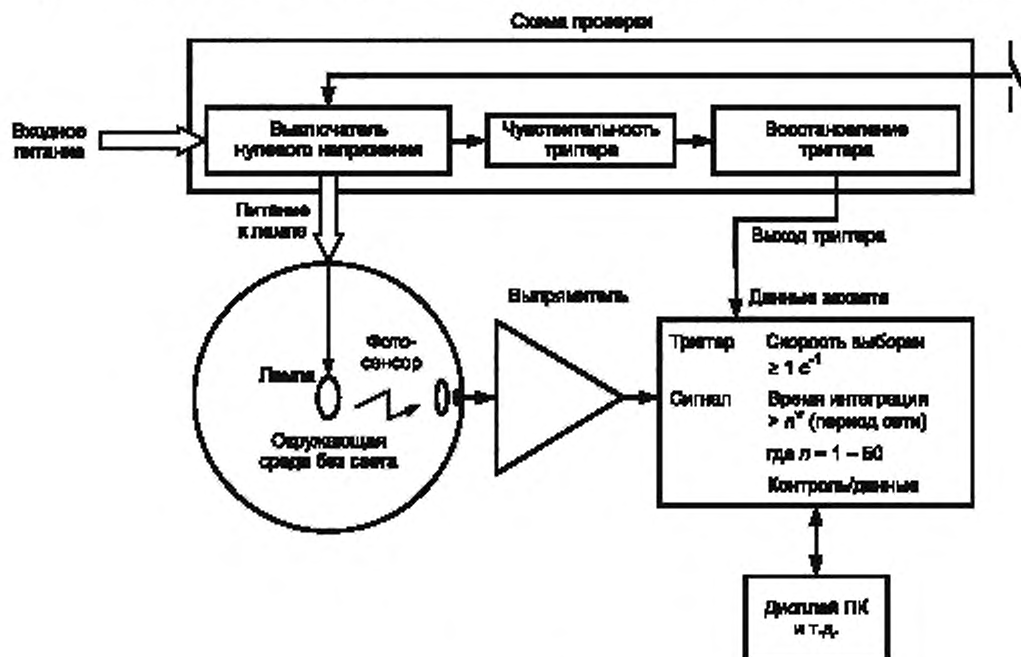 Схема проверки
Входное
питание
Выключатель
нулевого напряжения
Чувствительность
триггера
Восстановление
триггера
Питание
к лампе
Выход триггера
Выпрямитель
Данные захвата
Фото-
сенсор
Лампа
Окружающая
среда без света
Триггер
Скорость выборки
≥ 1 c⁻¹
Сигнал
Время интеграции
(период сети)
где n = 1 – 50
Контроль/данные
Дисплей ПК
и т.д.